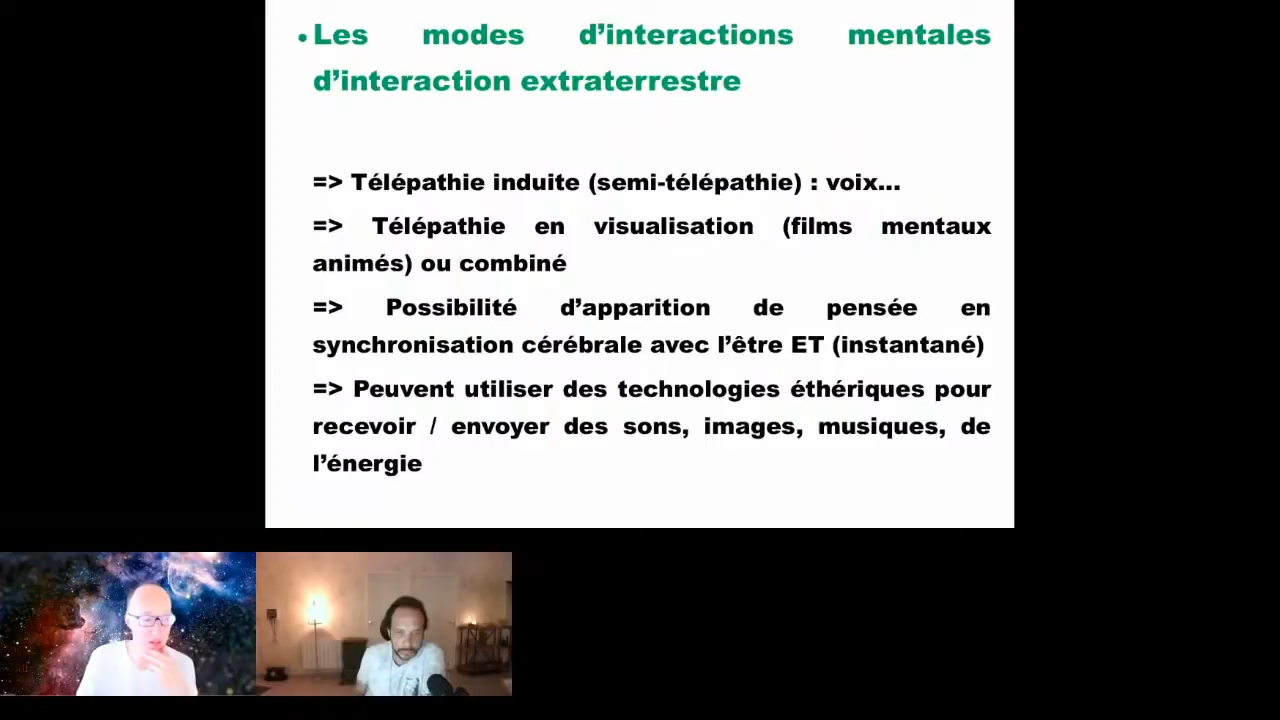 • Les modes d’interactions mentales
d’interaction extraterrestre
=> Télépathie induite (semi-télépathie) : voix...
=> Télépathie en visualisation (films mentaux
animés) ou combiné
=> Possibilité d’apparition de pensée en
synchronisation cérébrale avec l’être ET (instantané)
=> Peuvent utiliser des technologies éthériques pour
recevoir / envoyer des sons, images, musiques, de
l’énergie